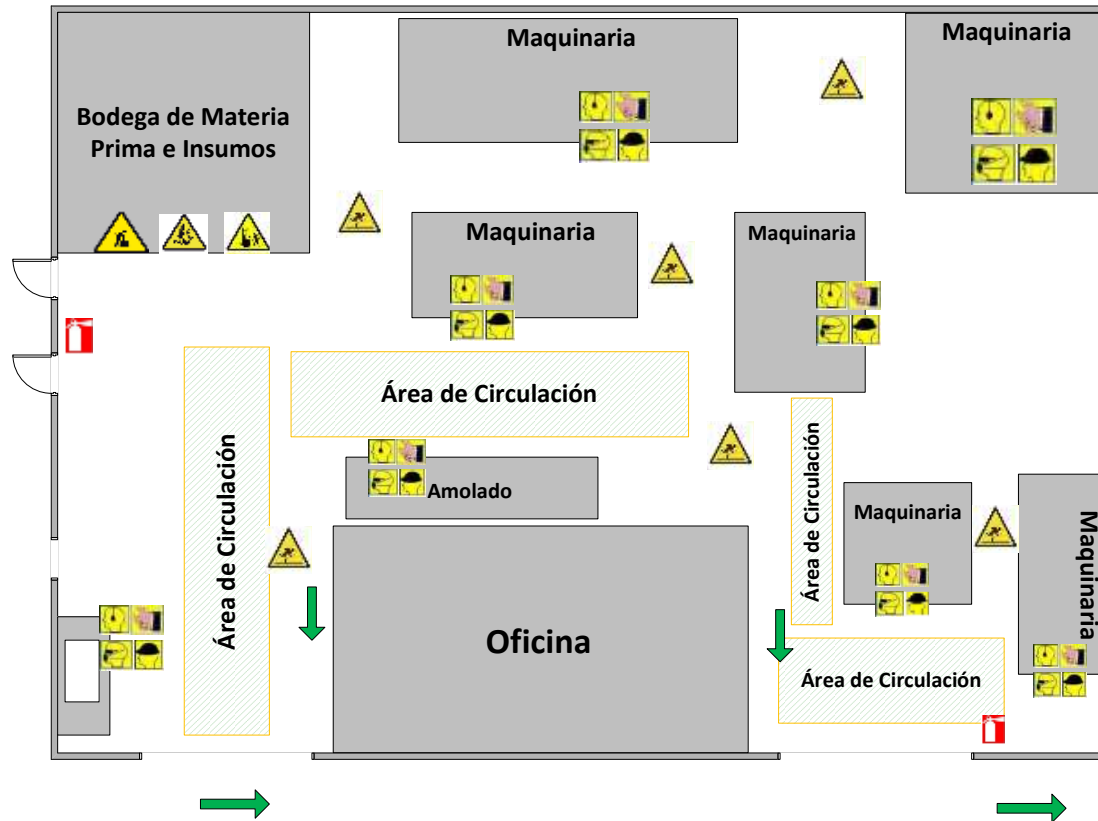 Maquinaria
Maquinaria
Bodega de Materia
Prima e Insumos
Maquinaria
Maquinaria
Área de Circulación
Área de Circulación
Área de Circulación
Amolado
Maquinaria
Maquinaria
Oficina
Área de Circulación